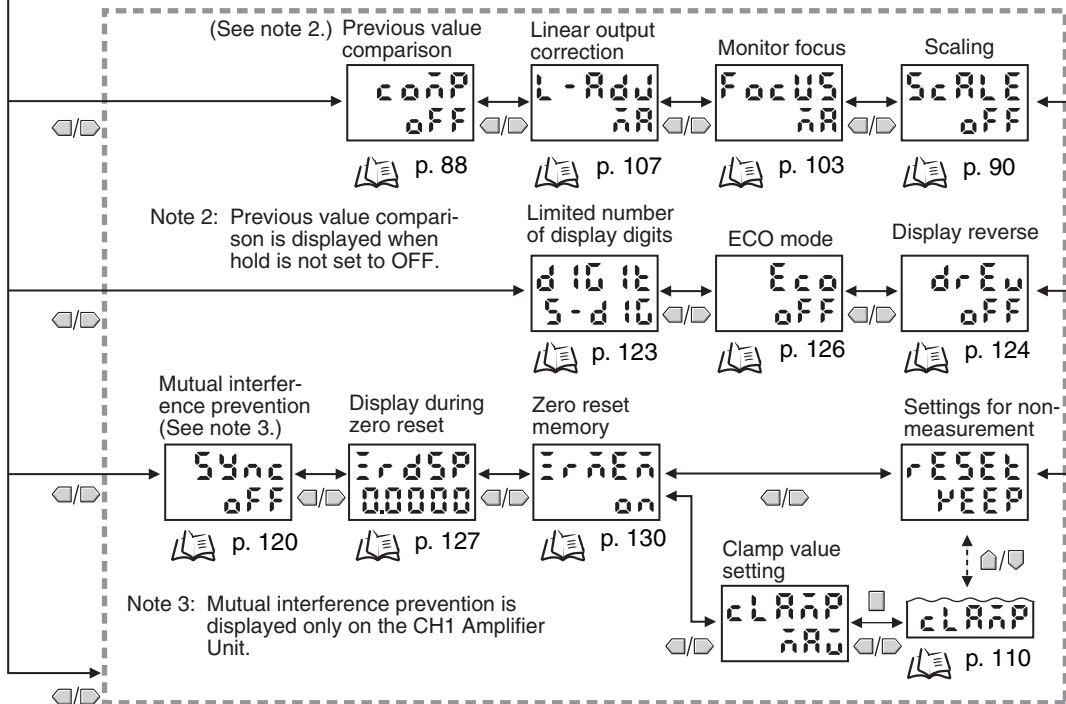 (See note 2.) Previous value
comparison
Linear output
correction
Monitor focus
Scaling
comP
oFF
L-Adj
mA
FocUS
mA
ScALE
oFF
p. 88
p. 107
p. 103
p. 90
Note 2: Previous value compari-
son is displayed when
hold is not set to OFF.
Limited number
of display digits
ECO mode
Display reverse
diGit
5-diG
Eco
oFF
drEv
oFF
p. 123
p. 126
p. 124
Mutual interfer-
ence prevention
(See note 3.)
Display during
zero reset
Zero reset
memory
Settings for non-
measurement
SYnc
oFF
ZrdSP
0.0000
ZrmEm
on
rESEt
KEEP
p. 120
p. 127
p. 130
Clamp value
setting
Note 3: Mutual interference prevention is
displayed only on the CH1 Amplifier
Unit.
cLAmP
cLAmP
p. 110